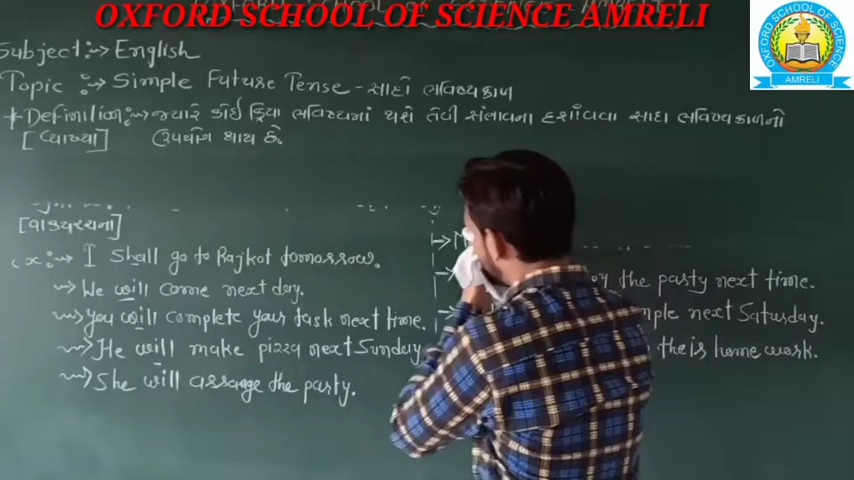 OXFORD SCHOOL OF SCIENCE AMRELI
OXFORD SCHOOL OF SCIENCE
AMRELI
Subject :→ English
Topic :→ Simple Future Tense - સાદો ભવિષ્યકાળ
* Definition :→ જ્યારે કોઈ ક્રિયા ભવિષ્યમાં થશે તેવી સંભાવના દર્શાવવા સાદા ભવિષ્યકાળનો
[વ્યાખ્યા] ઉપયોગ થાય છે.
[વાક્યરચના]
Ex :→ I Shall go to Rajkot tomorrow.
→ We will come next day.
→ You will complete your task next time.
→ He will make pizza next Sunday
→ She will arrange the party.
the party next time.
next Saturday.
their home work.